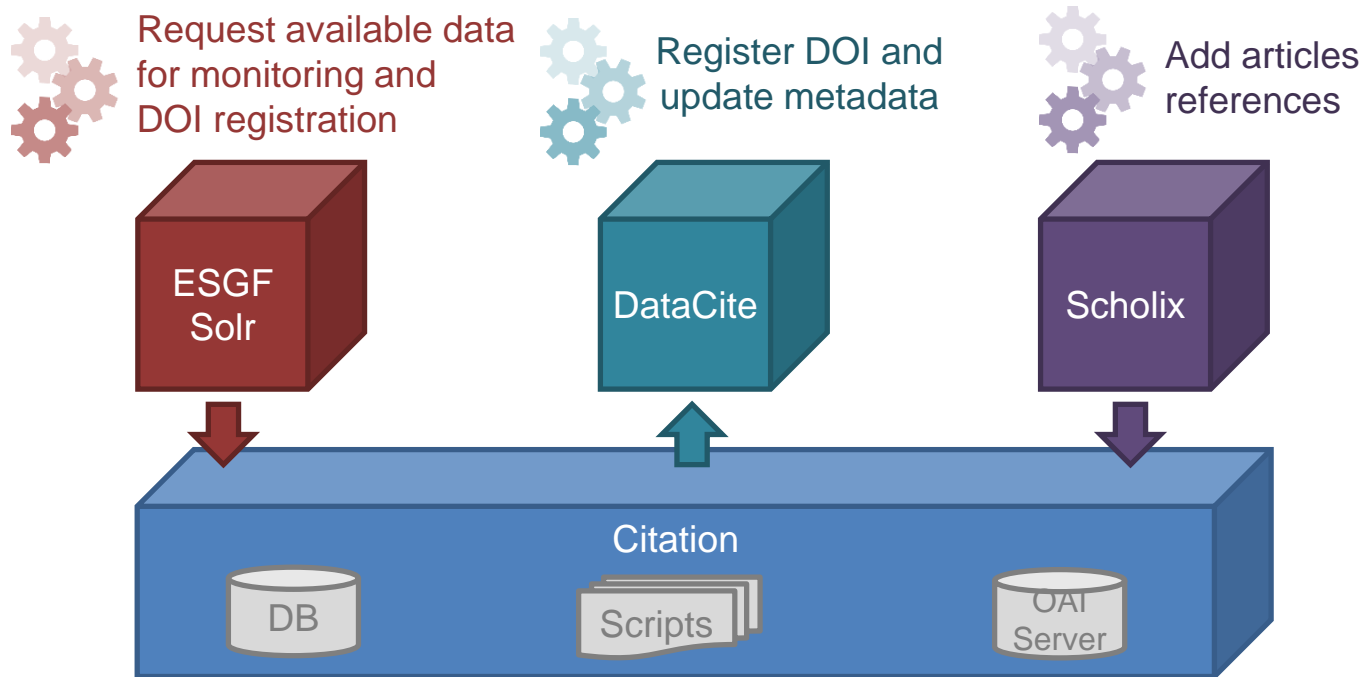 Request available data
for monitoring and
DOI registration
Register DOI and
update metadata
Add articles
references
ESGF
Solr
DataCite
Scholix
Citation
DB
Scripts
OAI
Server